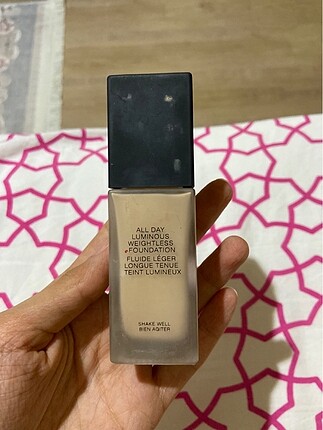 ALL DAY
LUMINOUS
WEIGHTLESS
+FOUNDATION
FLUIDE LÉGER
LONGUE TENUE
TEINT LUMINEUX
SHAKE WELL
BIEN AGITER